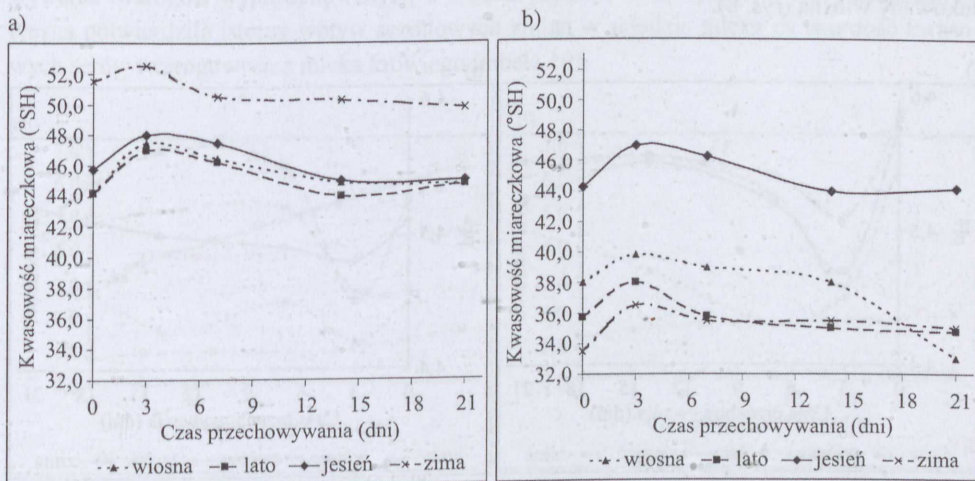 a)
Kwasowość miareczkowa (°SH)
52,0
50,0
48,0
46,0
44,0
42,0
40,0
38,0
36,0
34,0
32,0
0 3 6 9 12 15 18 21
Czas przechowywania (dni)
wiosna lato jesień zima
b)
Kwasowość miareczkowa (°SH)
52,0
50,0
48,0
46,0
44,0
42,0
40,0
38,0
36,0
34,0
32,0
0 3 6 9 12 15 18 21
Czas przechowywania (dni)
wiosna lato jesień zima